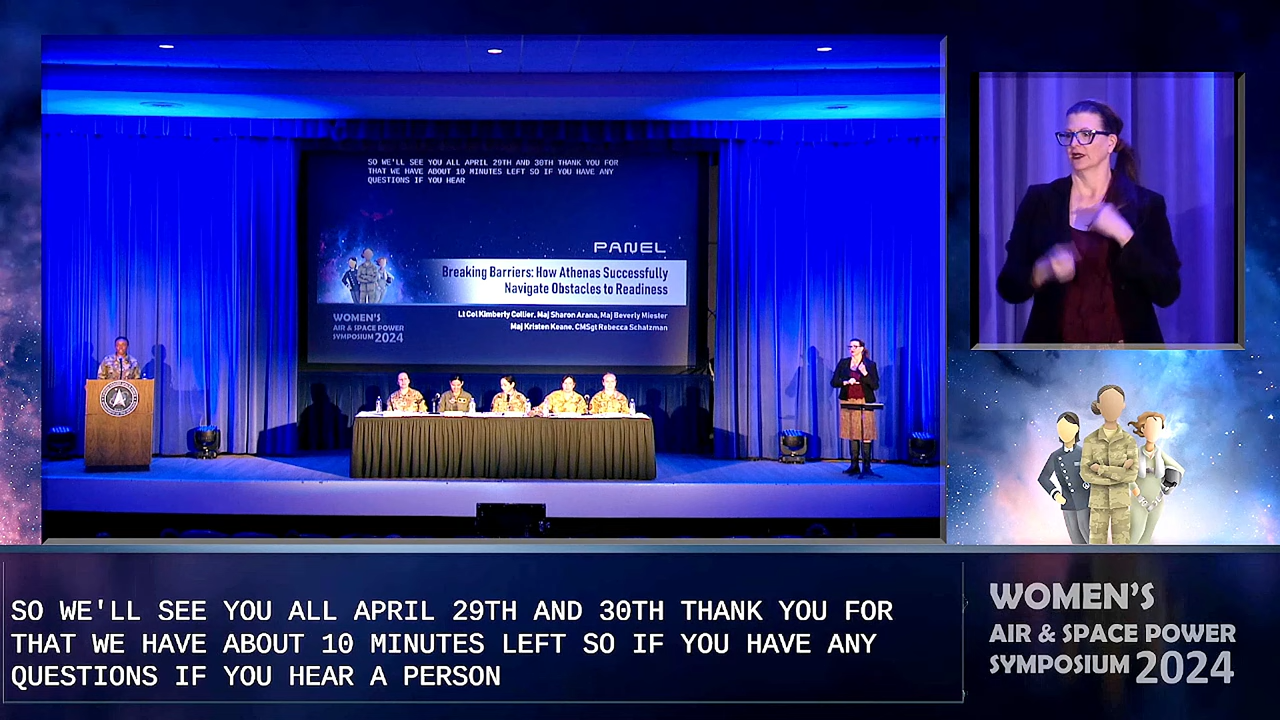 SO WE'LL SEE YOU ALL APRIL 29TH AND 30TH THANK YOU FOR
THAT WE HAVE ABOUT 10 MINUTES LEFT SO IF YOU HAVE ANY
QUESTIONS IF YOU HEAR
PANEL
Breaking Barriers: How Athenas Successfully
Navigate Obstacles to Readiness
Lt Col Kimberly Collier, Maj Sharon Arana, Maj Beverly Miester
Maj Kristen Keane, CMSgt Rebecca Schatzman
WOMEN'S
AIR & SPACE POWER
SYMPOSIUM 2024
SO WE'LL SEE YOU ALL APRIL 29TH AND 30TH THANK YOU FOR
THAT WE HAVE ABOUT 10 MINUTES LEFT SO IF YOU HAVE ANY
QUESTIONS IF YOU HEAR A PERSON
WOMEN'S
AIR & SPACE POWER
SYMPOSIUM 2024